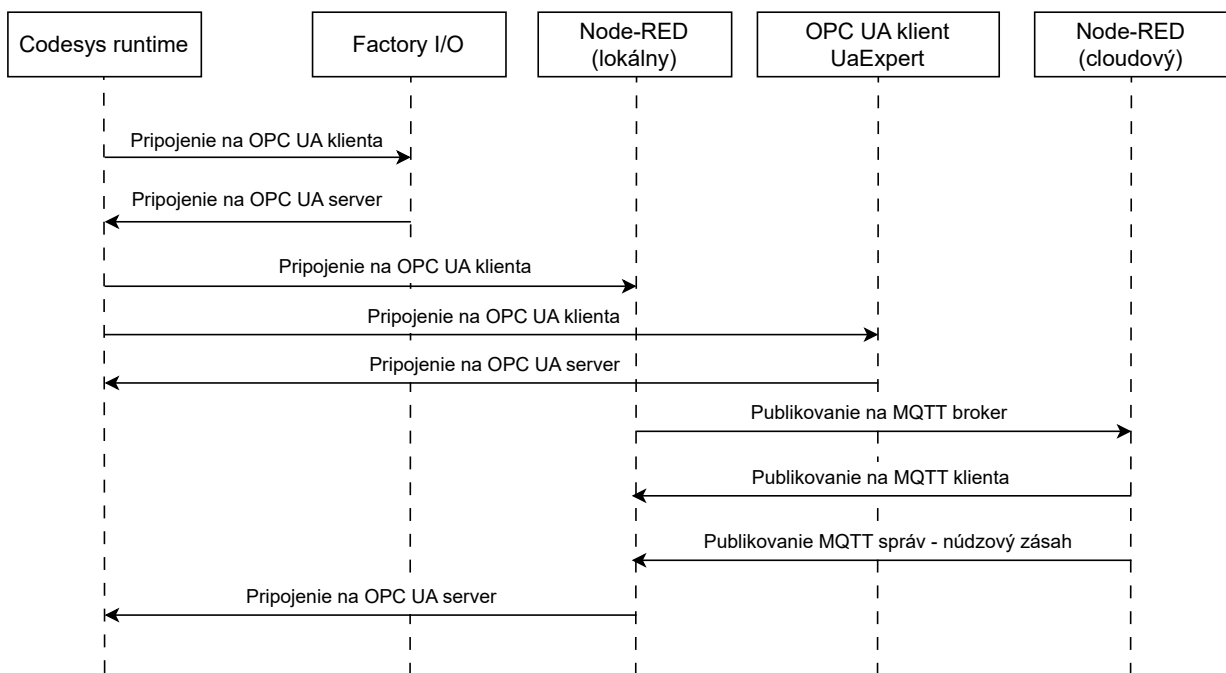 Codesys runtime
Factory I/O
Node-RED
(lokálny)
OPC UA klient
UaExpert
Node-RED
(cloudový)
Pripojenie na OPC UA klienta
Pripojenie na OPC UA server
Pripojenie na OPC UA klienta
Pripojenie na OPC UA klienta
Pripojenie na OPC UA server
Publikovanie na MQTT broker
Publikovanie na MQTT klienta
Publikovanie MQTT správ - núdzový zásah
Pripojenie na OPC UA server